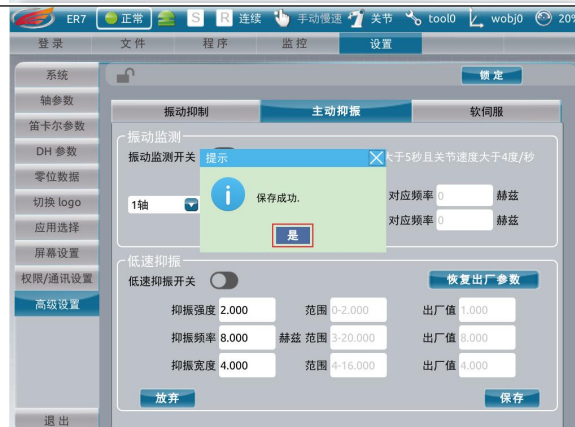 ER7 正常 S R 连续 手动慢速 关节 tool0 wobj0 20%
登录 文件 程序 监控 设置
系统
轴参数
笛卡尔参数
DH 参数
零位数据
切换 logo
应用选择
屏幕设置
权限/通讯设置
高级设置
退出
锁定
振动抑制 主动抑振 软伺服
振动监测
振动监测开关
大于5秒且关节速度大于4度/秒
1轴
对应频率 0 赫兹
对应频率 0 赫兹
提示
保存成功.
是
低速抑振
低速抑振开关 恢复出厂参数
抑振强度 2.000 范围 0-2.000 出厂值 1.000
抑振频率 8.000 赫兹 范围 3-20.000 出厂值 8.000
抑振宽度 4.000 范围 4-16.000 出厂值 4.000
放弃 保存